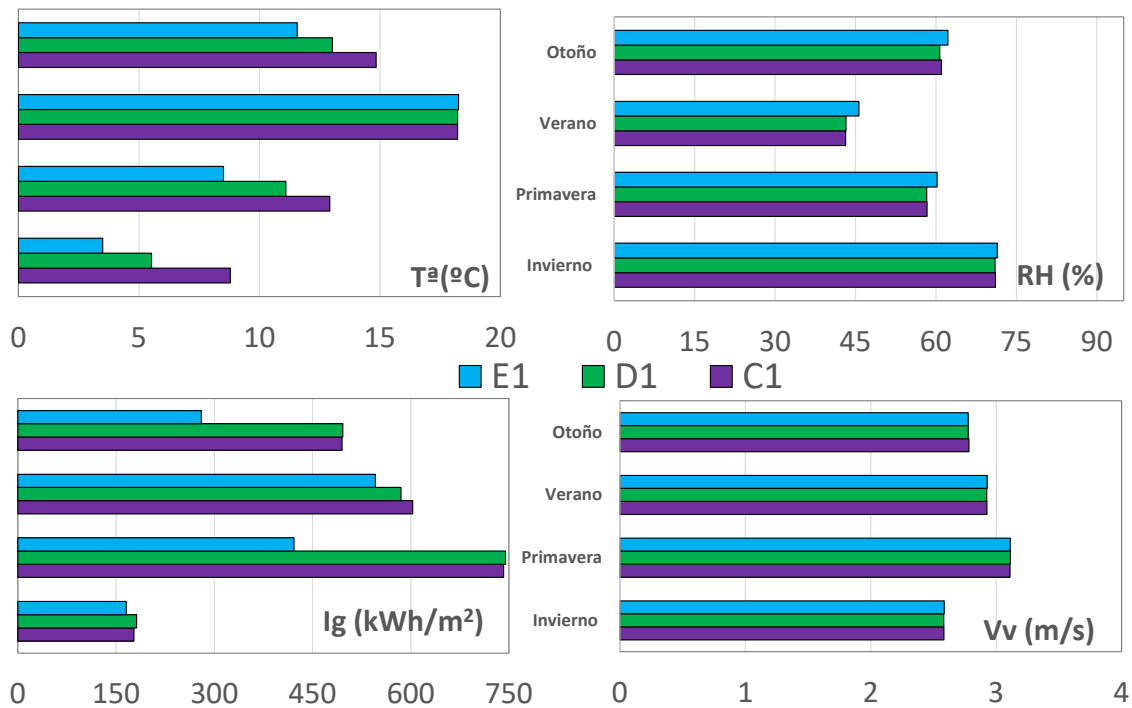 Otoño
Verano
Primavera
Invierno
Tª(ºC)
RH (%)
0 5 10 15 20
0 15 30 45 60 75 90
E1 D1 C1
Otoño
Verano
Primavera
Invierno
Ig (kWh/m²)
Vv (m/s)
0 150 300 450 600 750
0 1 2 3 4